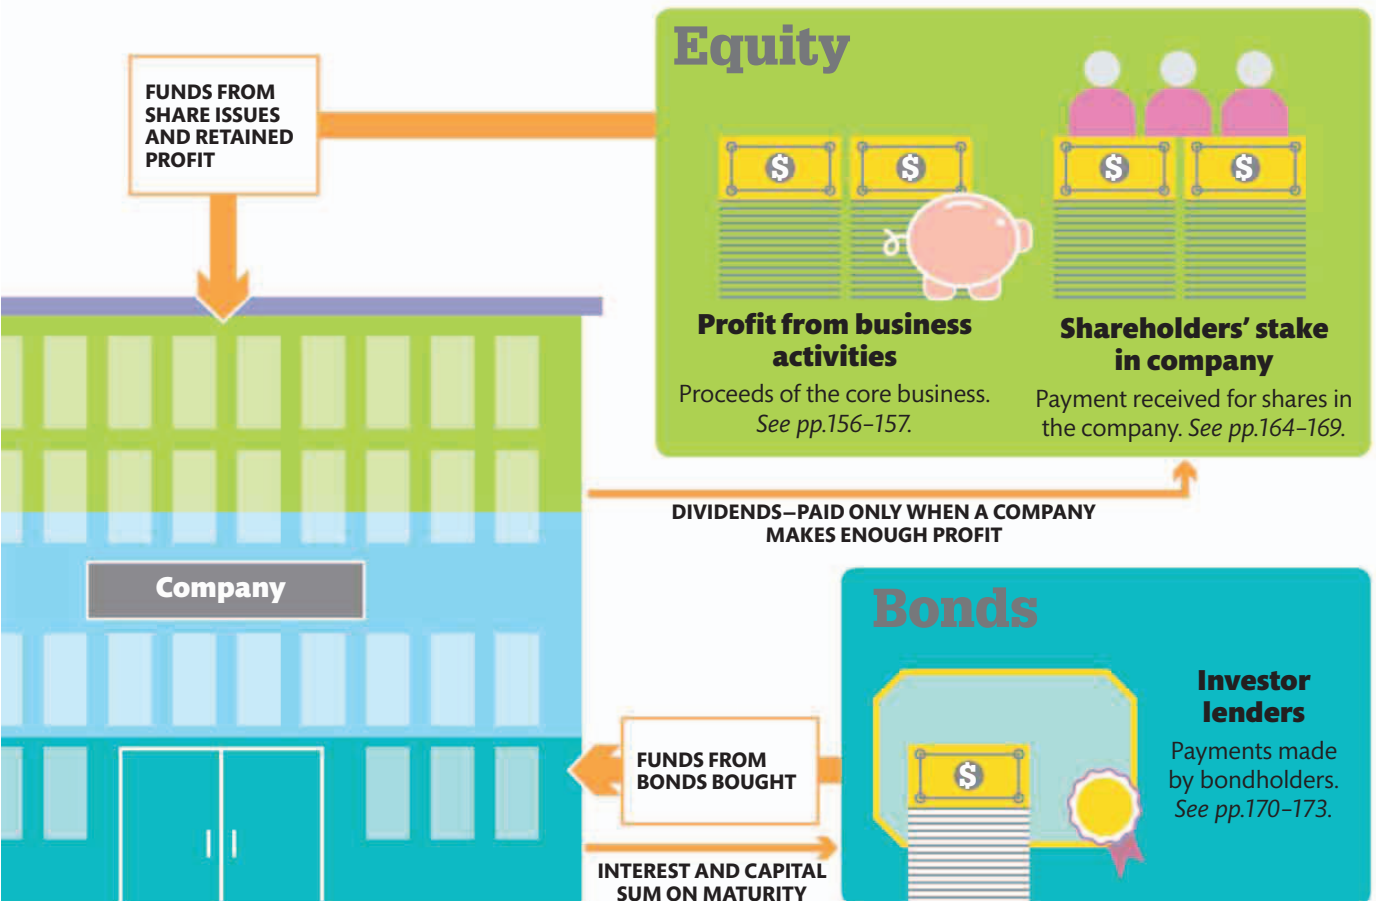 Equity
FUNDS FROM
SHARE ISSUES
AND RETAINED
PROFIT
$
$
$
$
Profit from business
activities
Proceeds of the core business.
See pp.156–157.
Shareholders’ stake
in company
Payment received for shares in
the company. See pp.164–169.
DIVIDENDS–PAID ONLY WHEN A COMPANY
MAKES ENOUGH PROFIT
Company
Bonds
Investor
lenders
Payments made
by bondholders.
See pp.170–173.
$
FUNDS FROM
BONDS BOUGHT
INTEREST AND CAPITAL
SUM ON MATURITY